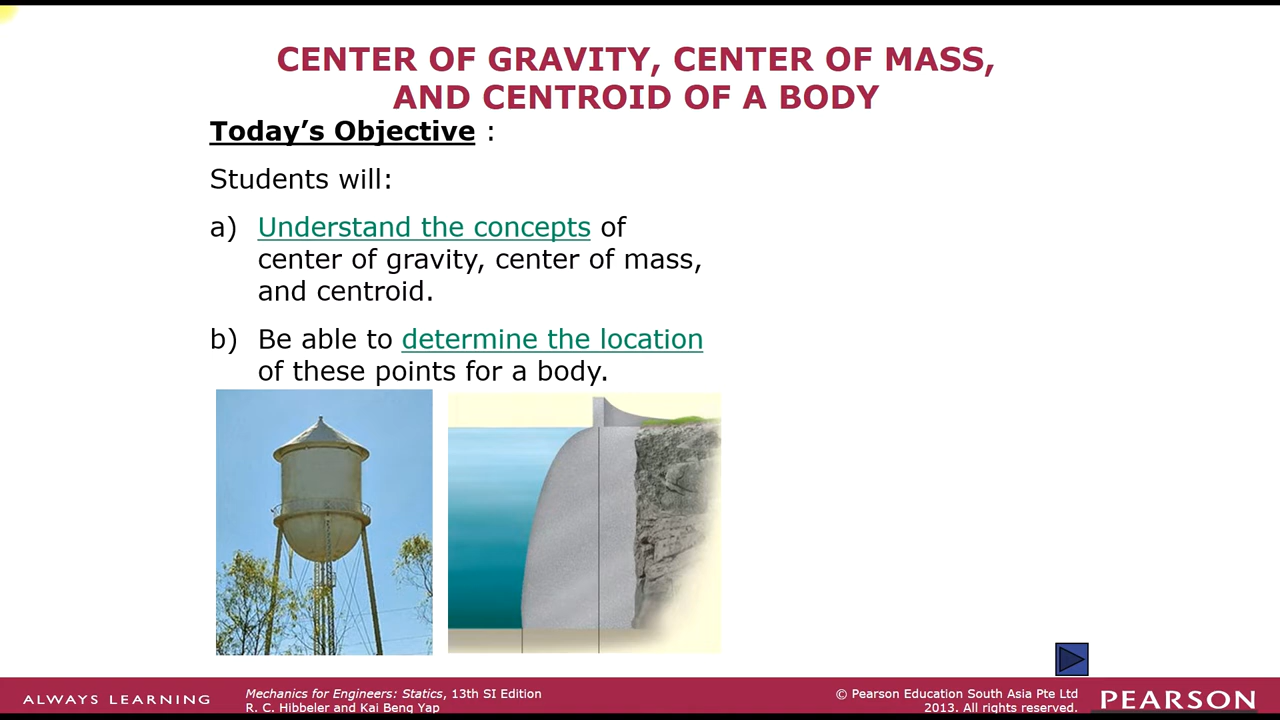 CENTER OF GRAVITY, CENTER OF MASS,
AND CENTROID OF A BODY
Today’s Objective :
Students will:
a) Understand the concepts of
center of gravity, center of mass,
and centroid.
b) Be able to determine the location
of these points for a body.
ALWAYS LEARNING
Mechanics for Engineers: Statics, 13th SI Edition
R. C. Hibbeler and Kai Beng Yap
© Pearson Education South Asia Pte Ltd
2013. All rights reserved.
PEARSON